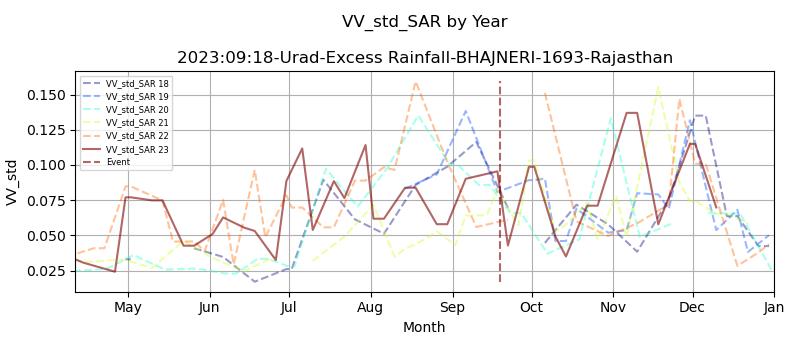 VV_std_SAR by Year
2023:09:18-Urad-Excess Rainfall-BHAJNERI-1693-Rajasthan
VV_std_SAR 18
VV_std_SAR 19
VV_std_SAR 20
VV_std_SAR 21
VV_std_SAR 22
VV_std_SAR 23
Event
0.150
0.125
0.100
0.075
0.050
0.025
VV_std
May Jun Jul Aug Sep Oct Nov Dec Jan
Month